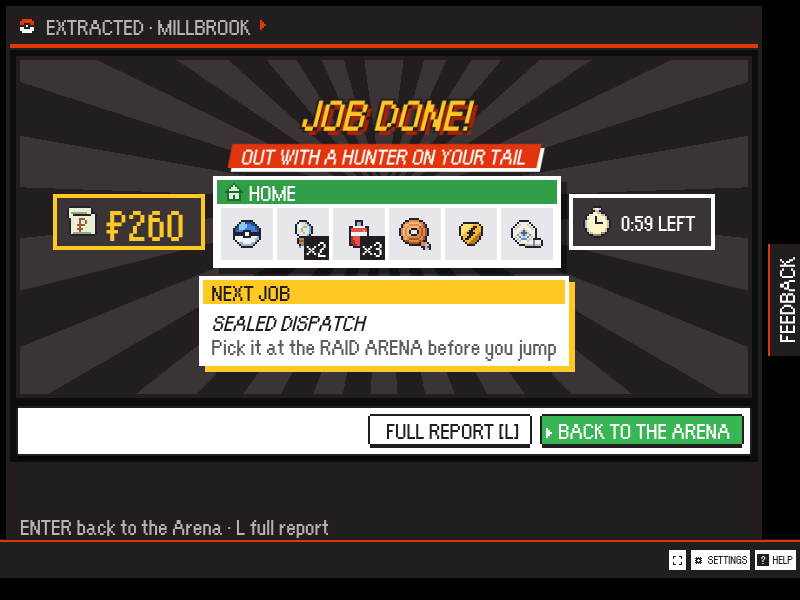 EXTRACTED · MILLBROOK
JOB DONE!
OUT WITH A HUNTER ON YOUR TAIL
HOME
₽260
×2
×3
0:59 LEFT
NEXT JOB
SEALED DISPATCH
Pick it at the RAID ARENA before you jump
FULL REPORT [L]
BACK TO THE ARENA
FEEDBACK
ENTER back to the Arena · L full report
SETTINGS
? HELP